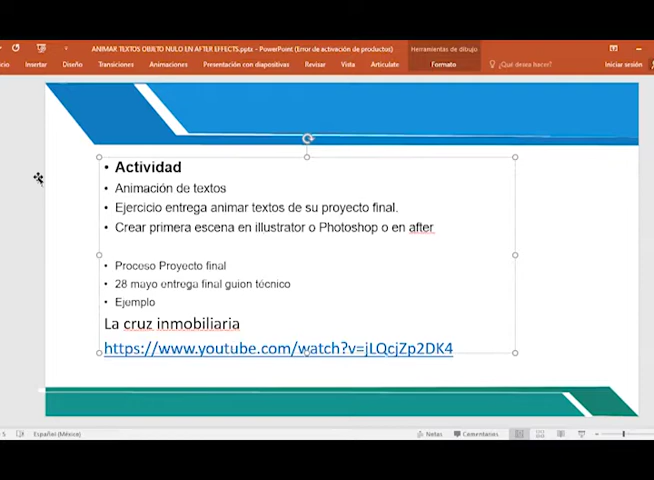 ANIMAR TEXTOS OBJETO NULO EN AFTER EFFECTS.pptx - PowerPoint (Error de activación de productos)
Herramientas de dibujo
Insertar Diseño Transiciones Animaciones Presentación con diapositivas Revisar Vista Articulate Formato ¿Qué desea hacer? Iniciar sesión
• Actividad
• Animación de textos
• Ejercicio entrega animar textos de su proyecto final.
• Crear primera escena en illustrator o Photoshop o en after
• Proceso Proyecto final
• 28 mayo entrega final guion técnico
• Ejemplo
La cruz inmobiliaria
https://www.youtube.com/watch?v=jLQcjZp2DK4
5 Español (México) Notas Comentarios